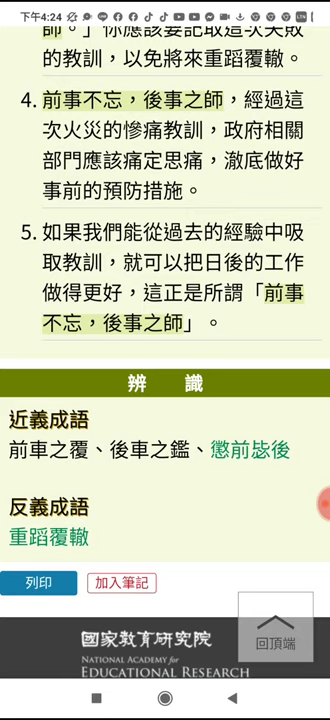 下午4:24
LTN
師。」你應該要記取這次失敗
的教訓，以免將來重蹈覆轍。
4. 前事不忘，後事之師，經過這
次火災的慘痛教訓，政府相關
部門應該痛定思痛，澈底做好
事前的預防措施。
5. 如果我們能從過去的經驗中吸
取教訓，就可以把日後的工作
做得更好，這正是所謂「前事
不忘，後事之師」。
辨 識
近義成語
前車之覆、後車之鑑、懲前毖後
反義成語
重蹈覆轍
列印 加入筆記
回頂端
國家教育研究院
NATIONAL ACADEMY for
EDUCATIONAL RESEARCH